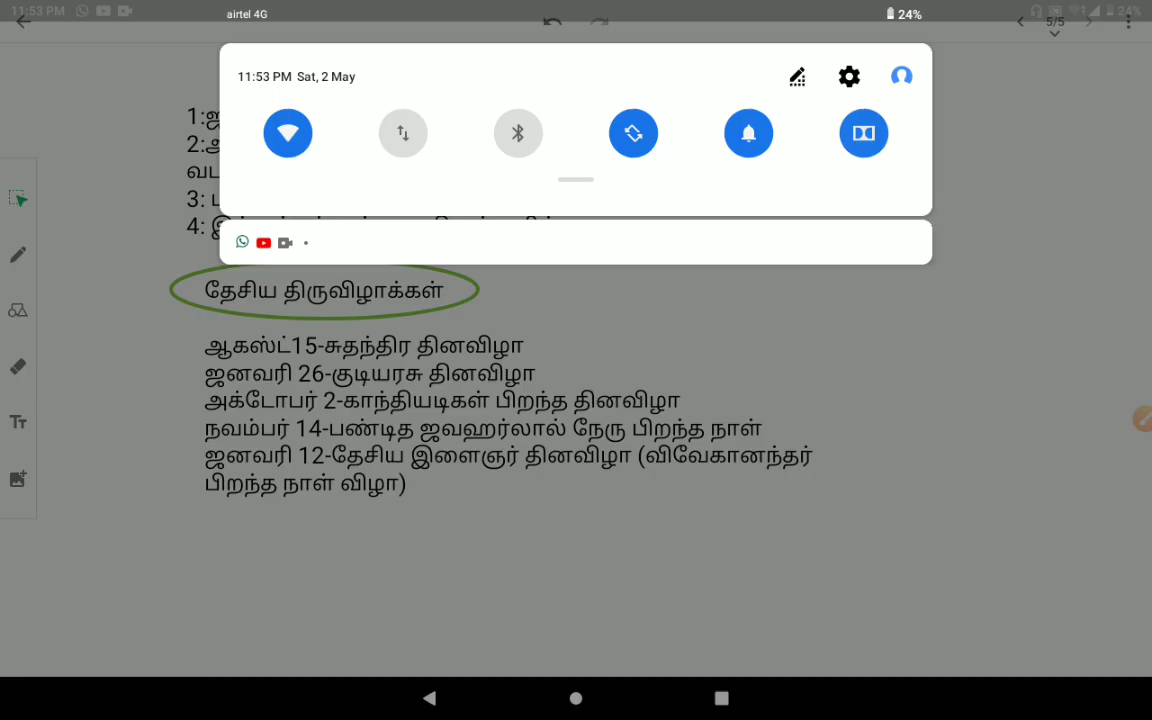 11:53 PM
airtel 4G
24%
24%
5/5
11:53 PM Sat, 2 May
1:
2:
3:
4:
தேசிய திருவிழாக்கள்
ஆகஸ்ட்15-சுதந்திர தினவிழா
ஜனவரி 26-குடியரசு தினவிழா
அக்டோபர் 2-காந்தியடிகள் பிறந்த தினவிழா
நவம்பர் 14-பண்டித ஜவஹர்லால் நேரு பிறந்த நாள்
ஜனவரி 12-தேசிய இளைஞர் தினவிழா (விவேகானந்தர்
பிறந்த நாள் விழா)
Tт